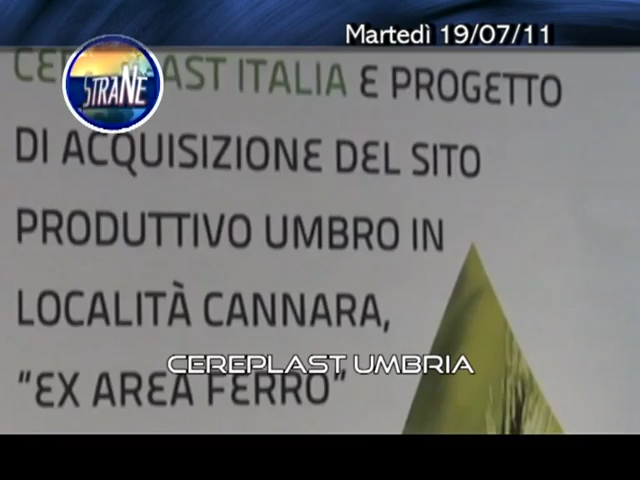 Martedì 19/07/11
STRANE
CEREPLAST ITALIA E PROGETTO
DI ACQUISIZIONE DEL SITO
PRODUTTIVO UMBRO IN
LOCALITÀ CANNARA,
CEREPLAST UMBRIA
"EX AREA FERRO"